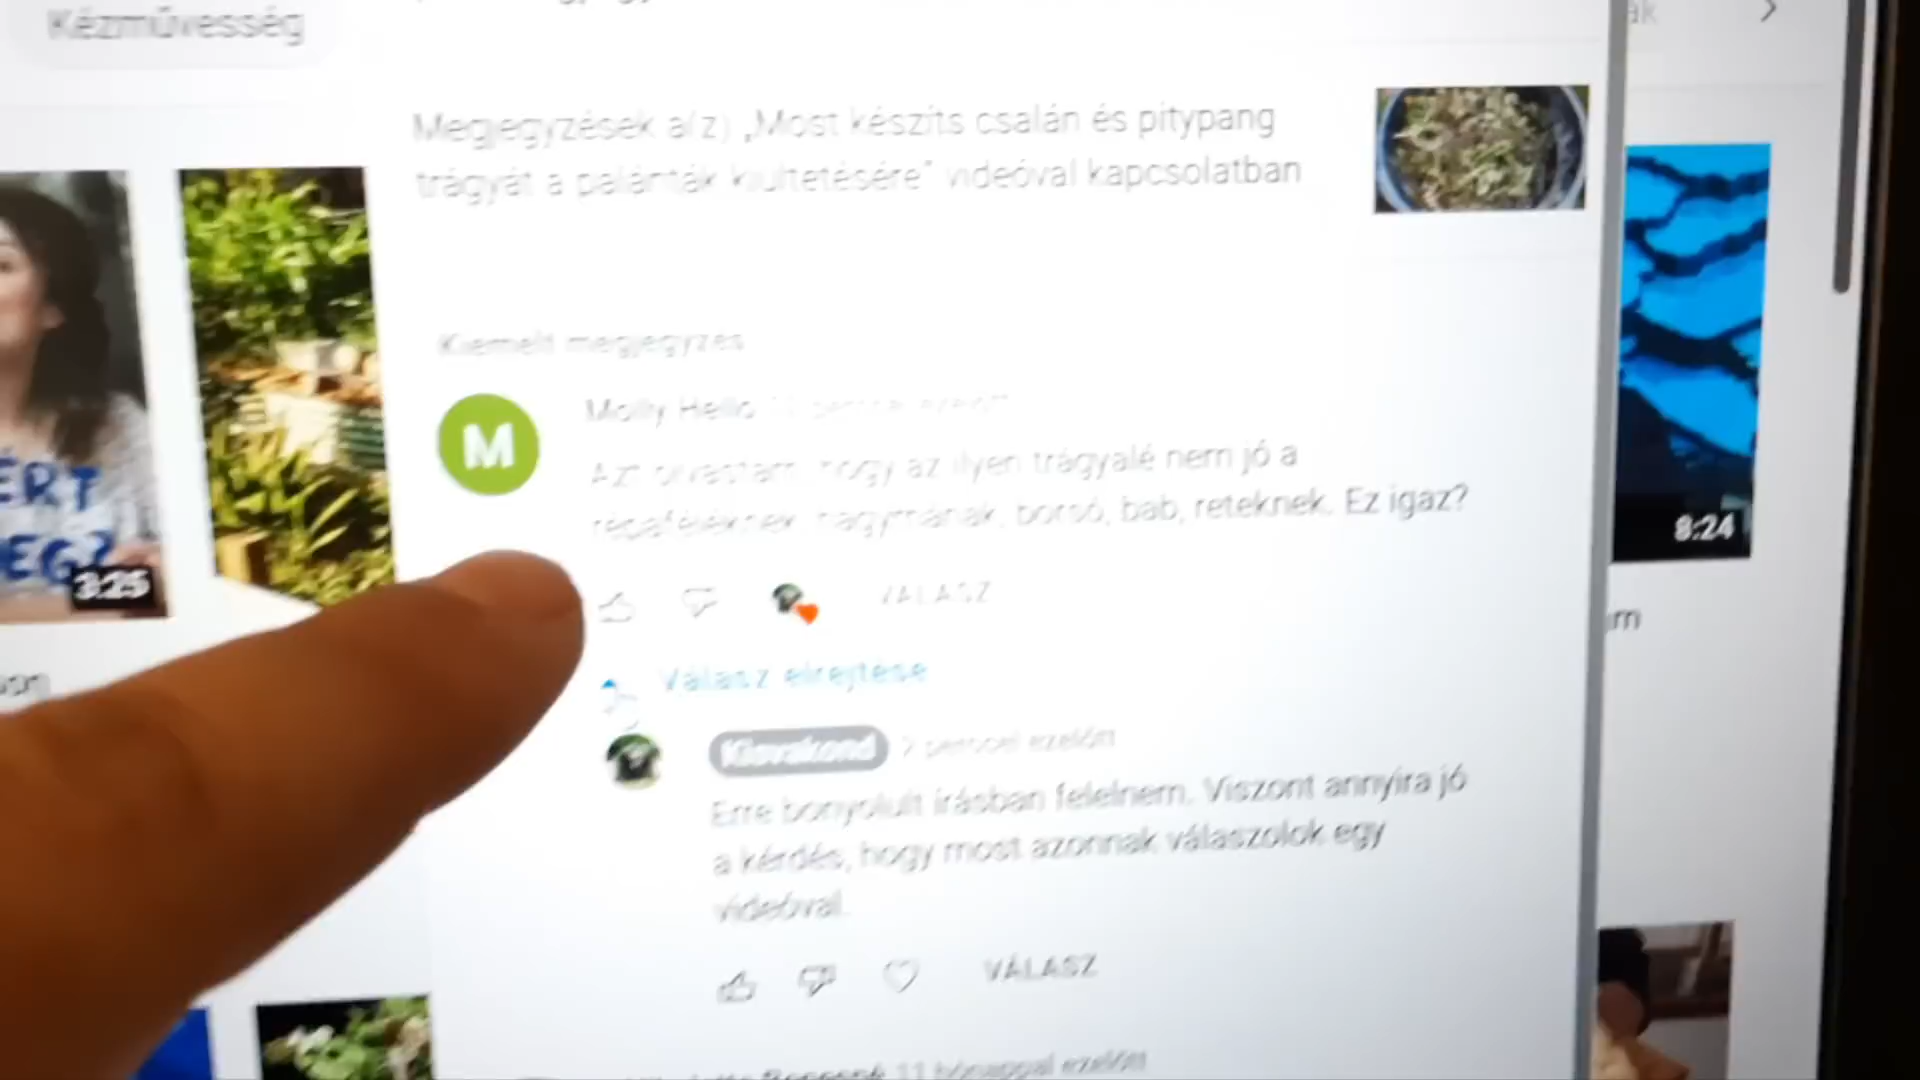 Kézművesség
Megjegyzések a(z) „Most készíts csalán és pitypang
trágyát a palánták kiültetésére” videóval kapcsolatban
Kiemelt megjegyzés
M
Molly Hello
Azt olvastam, hogy az ilyen trágyalé nem jó a
répaféléknek, hagymának, borsó, bab, reteknek. Ez igaz?
VÁLASZ
Válasz elrejtése
Kisvakond 2 perccel ezelőtt
Erre bonyolult írásban felelnem. Viszont annyira jó
a kérdés, hogy most azonnak válaszolok egy
videóval.
VÁLASZ
11 hónappal ezelőtt
ÉRT
3:25
8:24